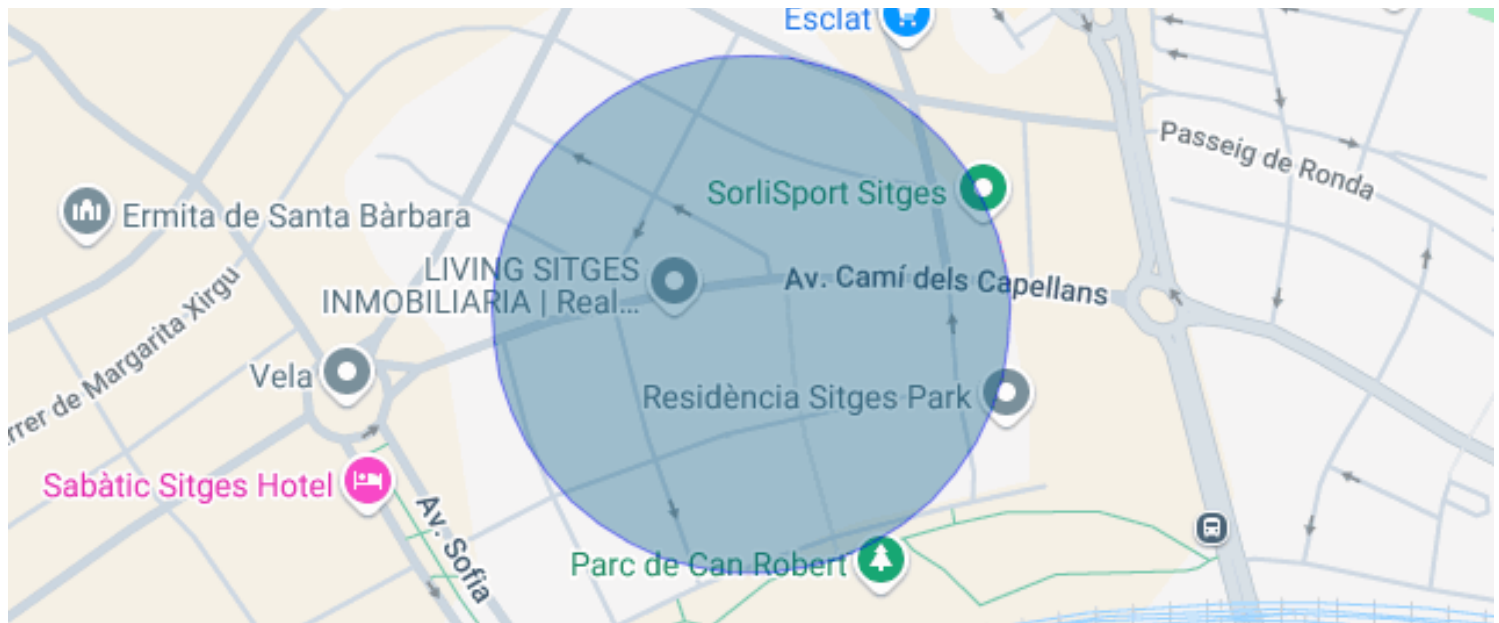 Esclat
Passeig de Ronda
SorliSport Sitges
Ermita de Santa Bàrbara
LIVING SITGES
INMOBILIARIA | Real...
Av. Camí dels Capellans
rrer de Margarita Xirgu
Vela
Residència Sitges Park
Sabàtic Sitges Hotel
Av. Sofia
Parc de Can Robert